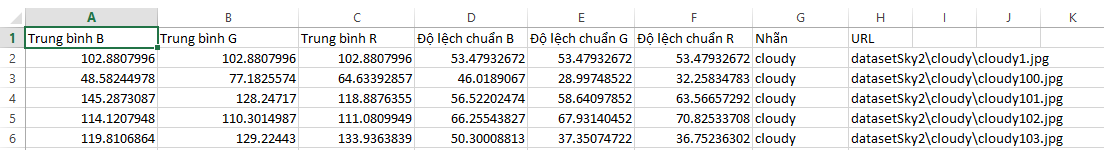 A B C D E F G H I J K
1 Trung bình B Trung bình G Trung bình R Độ lệch chuẩn B Độ lệch chuẩn G Độ lệch chuẩn R Nhãn URL
2 102.8807996 102.8807996 102.8807996 53.47932672 53.47932672 53.47932672 cloudy datasetSky2\cloudy\cloudy1.jpg
3 48.58244978 77.1825574 64.63392857 46.0189067 28.99748522 32.25834783 cloudy datasetSky2\cloudy\cloudy100.jpg
4 145.2873087 128.24717 118.8876355 56.52202474 58.64097852 63.56657292 cloudy datasetSky2\cloudy\cloudy101.jpg
5 114.1207948 110.3014987 111.0809949 66.25543827 67.93140452 70.82533708 cloudy datasetSky2\cloudy\cloudy102.jpg
6 119.8106864 129.22443 133.9363839 50.30008813 37.35074722 36.75236302 cloudy datasetSky2\cloudy\cloudy103.jpg